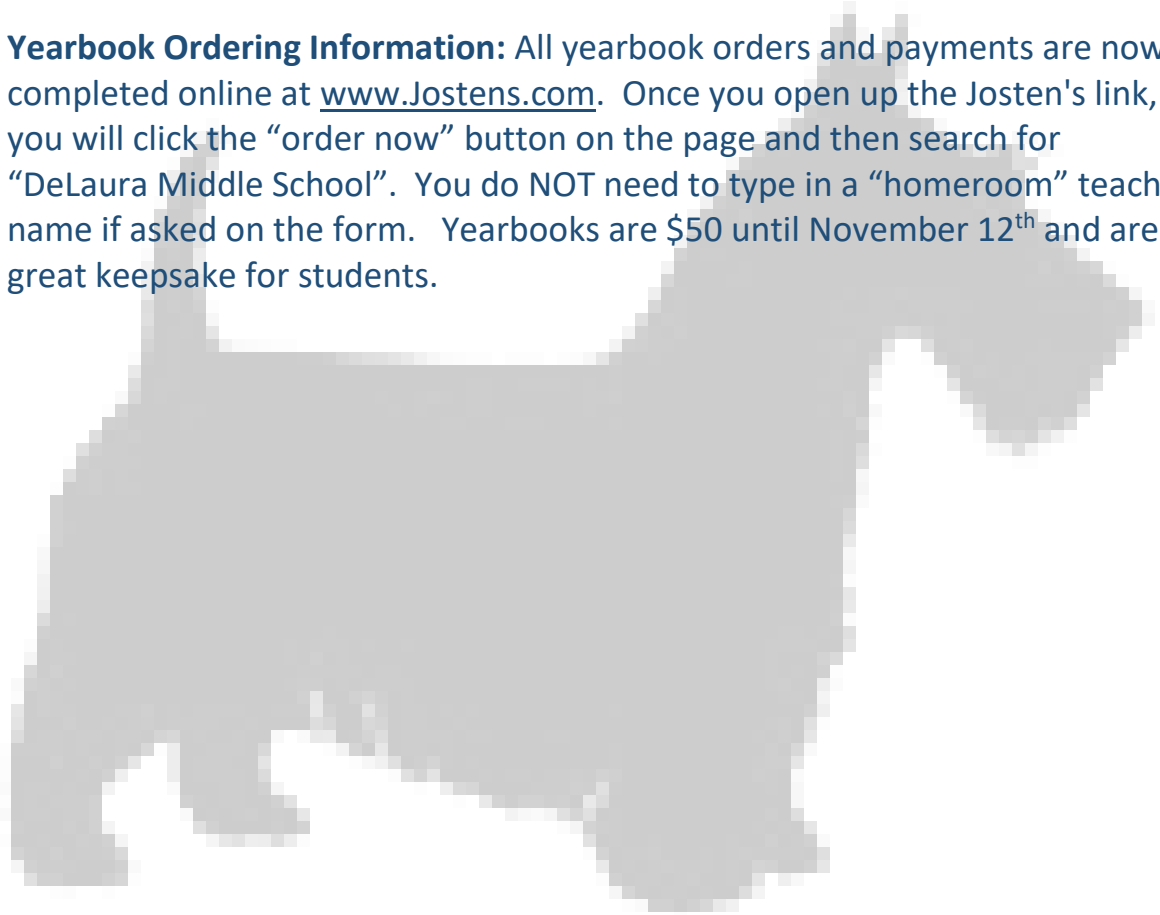 Yearbook Ordering Information: All yearbook orders and payments are now
completed online at www.Jostens.com.  Once you open up the Josten's link,
you will click the “order now” button on the page and then search for
“DeLaura Middle School”.  You do NOT need to type in a “homeroom” teach
name if asked on the form.   Yearbooks are $50 until November 12th and are
great keepsake for students.